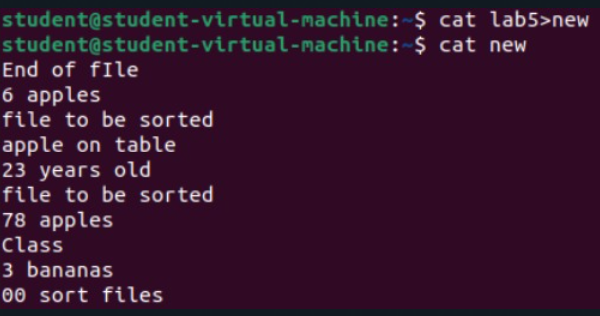 student@student-virtual-machine:~$ cat lab5>new
student@student-virtual-machine:~$ cat new
End of fIle
6 apples
file to be sorted
apple on table
23 years old
file to be sorted
78 apples
Class
3 bananas
00 sort files